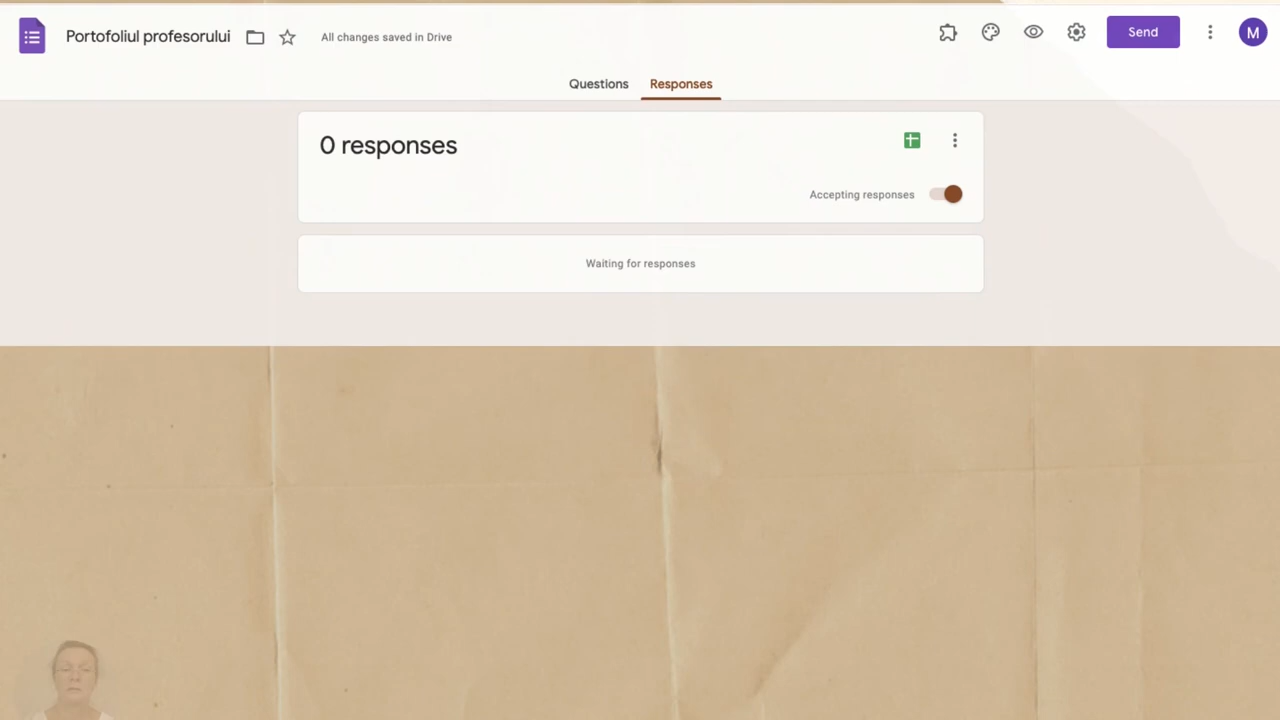 Portofoliul profesorului
All changes saved in Drive
Send
M
Questions
Responses
0 responses
Accepting responses
Waiting for responses